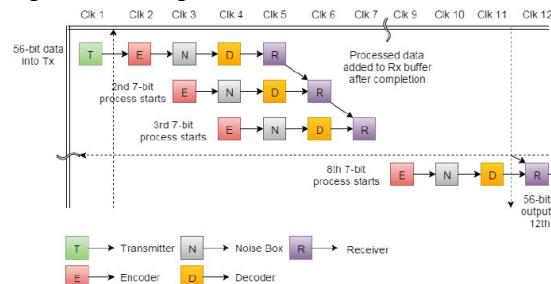 Clk 1 Clk 2 Clk 3 Clk 4 Clk 5 Clk 6 Clk 7 Clk 9 Clk 10 Clk 11 Clk 12
56-bit data
into Tx
T E N D R
Processed data
added to Rx buffer
after completion
2nd 7-bit
process starts
E N D R
3rd 7-bit
process starts
E N D R
8th 7-bit
process starts
E N D R
56-bit
output
12th
T Transmitter N Noise Box R Receiver
E Encoder D Decoder